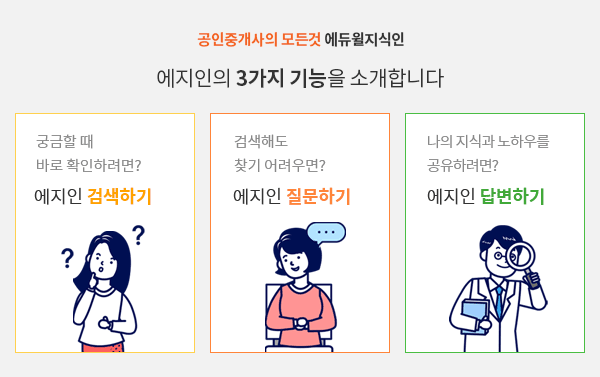 공인중개사의 모든것 에듀윌지식인
에지인의 3가지 기능을 소개합니다
궁금할 때
바로 확인하려면?
에지인 검색하기
?
?
검색해도
찾기 어려우면?
에지인 질문하기
나의 지식과 노하우를
공유하려면?
에지인 답변하기